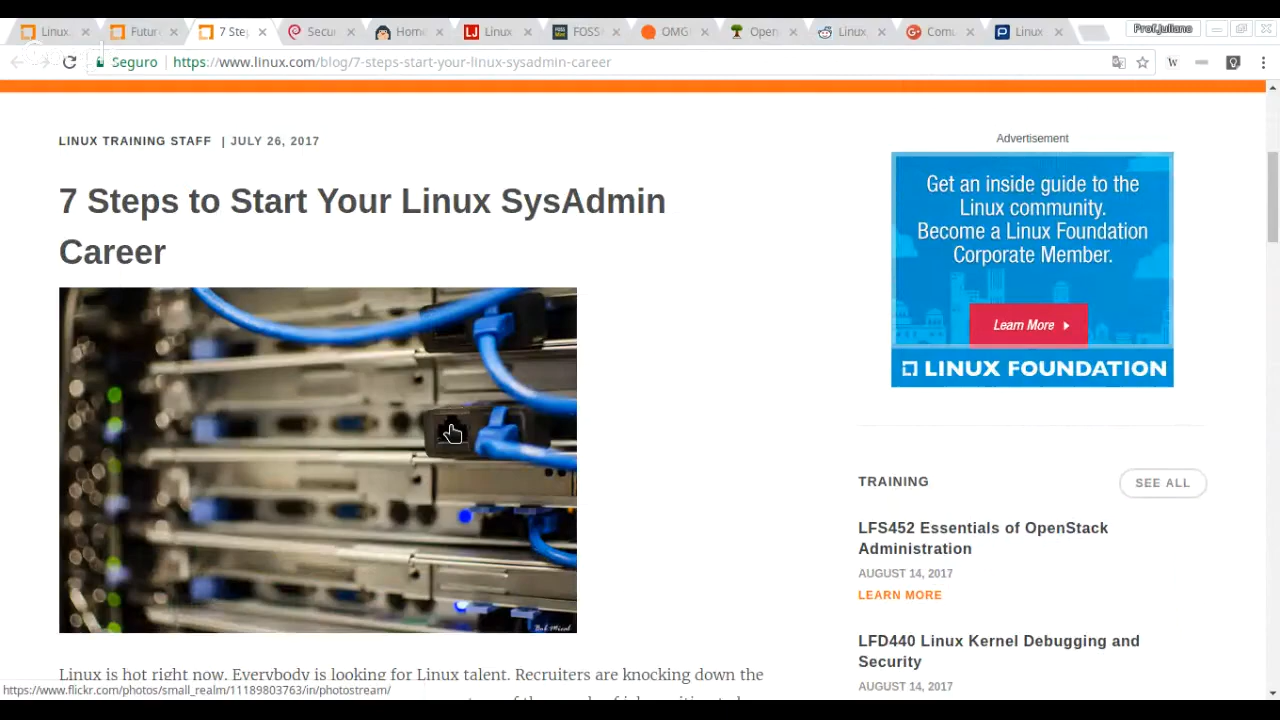 Linux.
Futur
7 Step
Secur
Home
Linux
FOSS
OMG!
Open
Linux
Comu
Linux
Prof.Juliano
Seguro
https://www.linux.com/blog/7-steps-start-your-linux-sysadmin-career
W
LINUX TRAINING STAFF | JULY 26, 2017
7 Steps to Start Your Linux SysAdmin
Career
Linux is hot right now. Everybody is looking for Linux talent. Recruiters are knocking down the
https://www.flickr.com/photos/small_realm/11189803763/in/photostream/
Advertisement
Get an inside guide to the
Linux community.
Become a Linux Foundation
Corporate Member.
Learn More
LINUX FOUNDATION
TRAINING
SEE ALL
LFS452 Essentials of OpenStack
Administration
AUGUST 14, 2017
LEARN MORE
LFD440 Linux Kernel Debugging and
Security
AUGUST 14, 2017